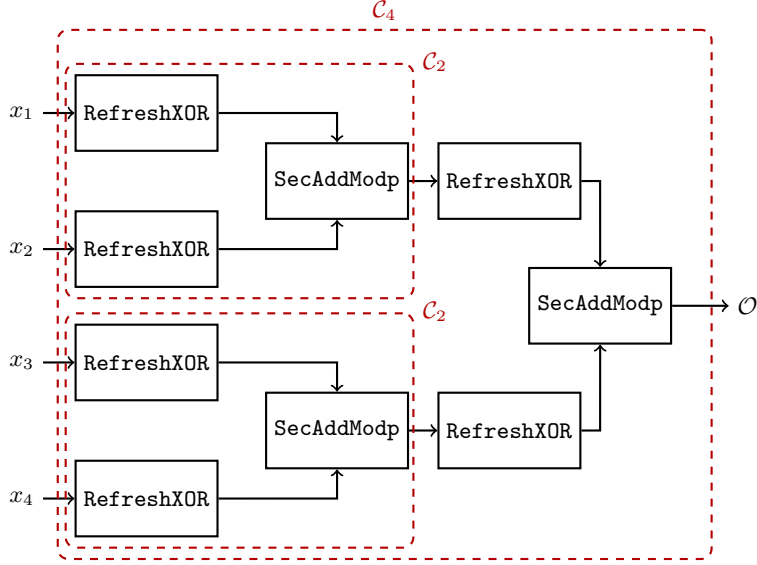 𝒞₄
𝒞₂
x₁ RefreshXOR
SecAddModp RefreshXOR
x₂ RefreshXOR
SecAddModp 𝒪
𝒞₂
x₃ RefreshXOR
SecAddModp RefreshXOR
x₄ RefreshXOR